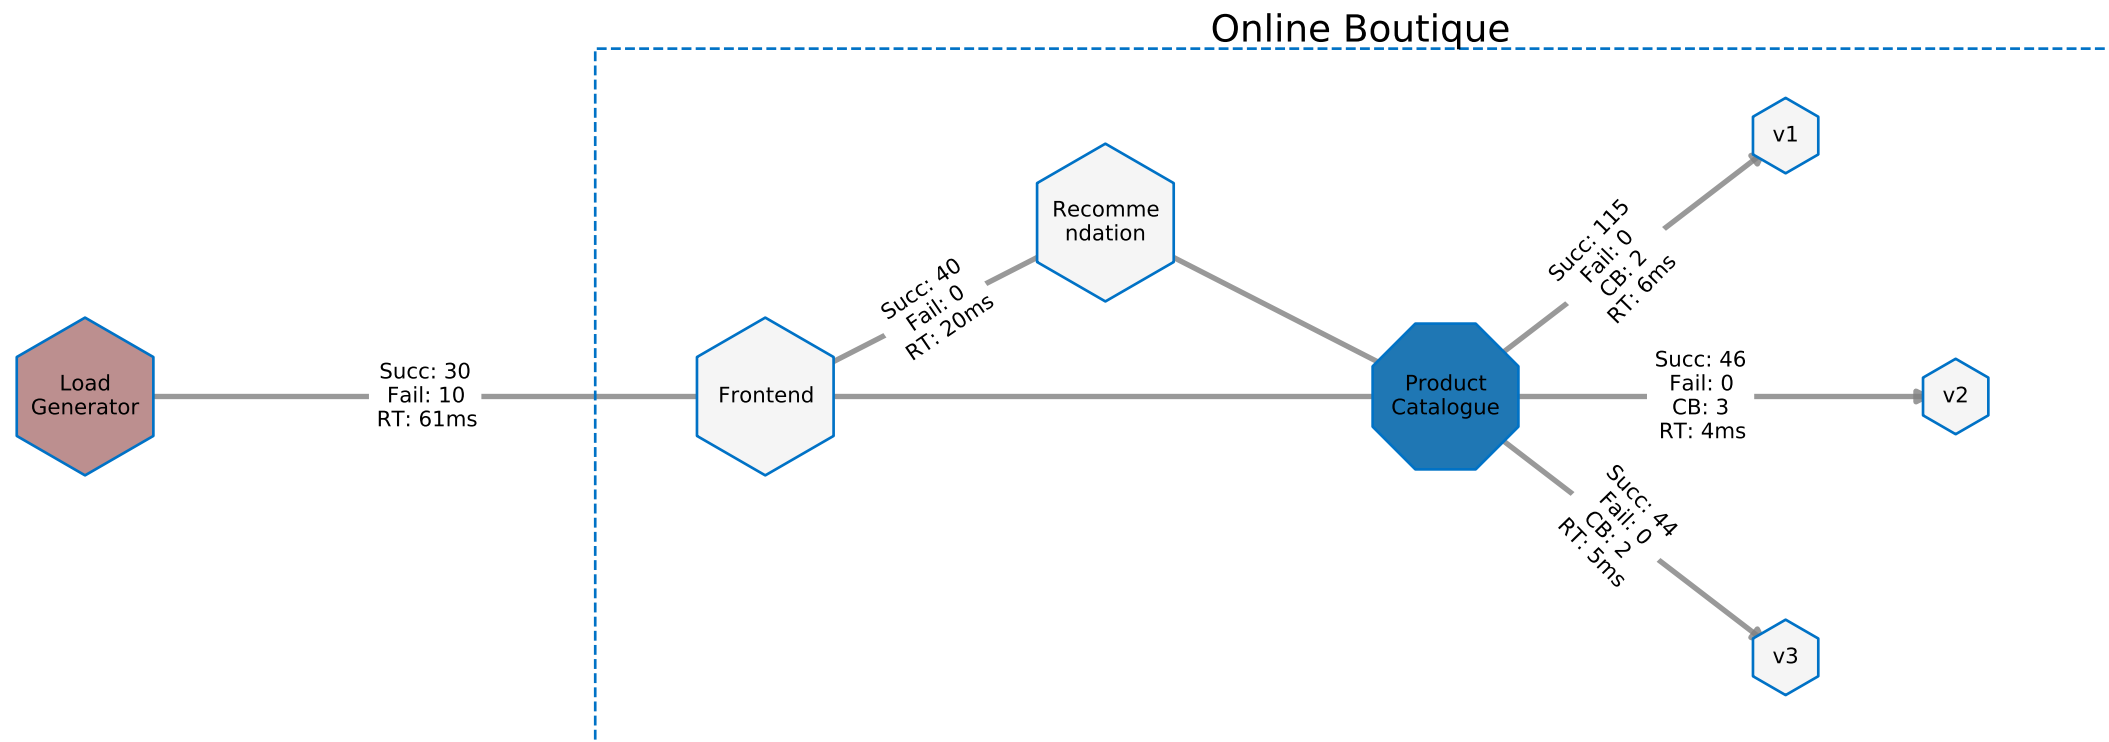 Online Boutique
v1
Recomme
ndation
Succ: 115
Fail: 0
CB: 2
RT: 6ms
Succ: 40
Fail: 0
RT: 20ms
Load
Generator
Succ: 30
Fail: 10
RT: 61ms
Frontend
Product
Catalogue
Succ: 46
Fail: 0
CB: 3
RT: 4ms
v2
Succ: 44
Fail: 0
CB: 2
RT: 5ms
v3